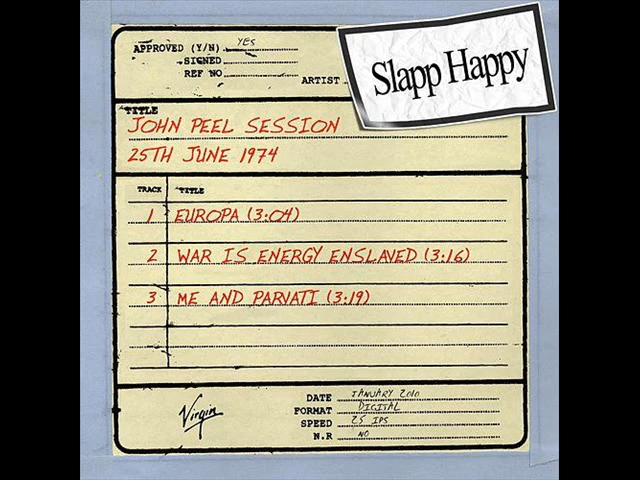 APPROVED (Y/N) YES
SIGNED
REF NO
ARTIST
Slapp Happy
TITLE
JOHN PEEL SESSION
25TH JUNE 1974
TRACK TITLE
1 EUROPA (3:04)
2 WAR IS ENERGY ENSLAVED (3:16)
3 ME AND PARVATI (3:19)
Virgin
DATE JANUARY 2010
FORMAT DIGITAL
SPEED 25 IPS
N.R NO